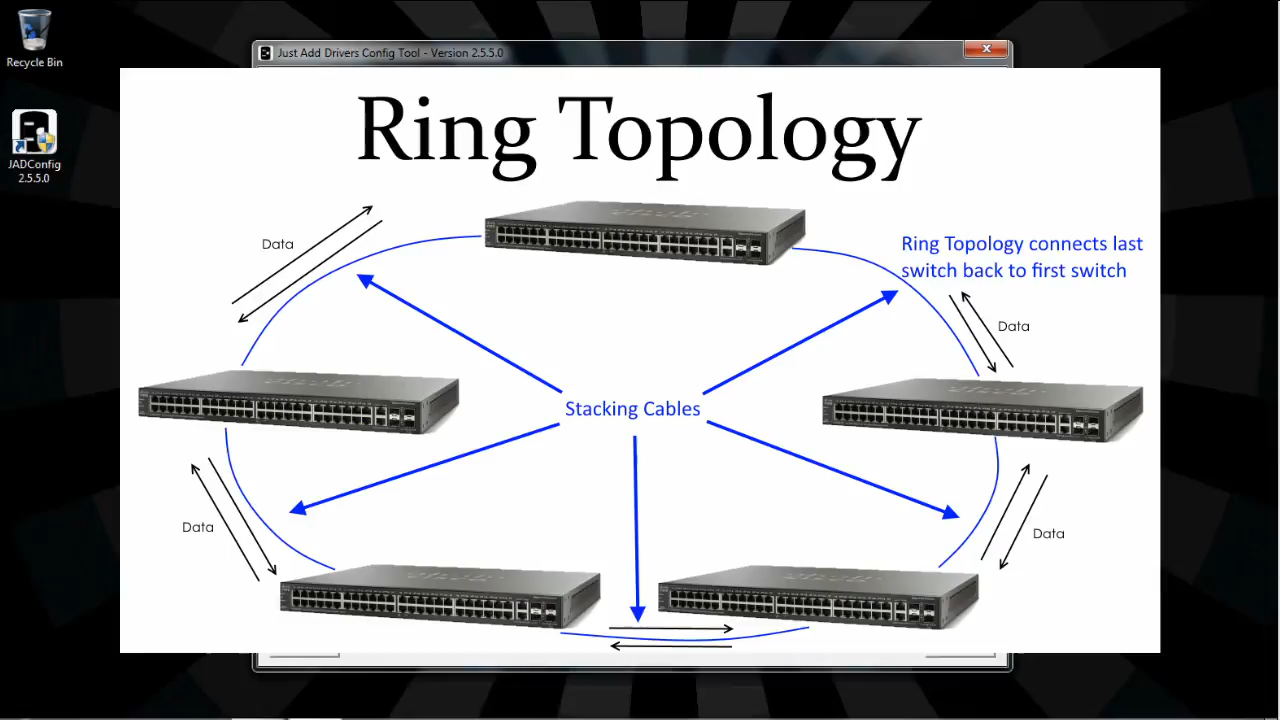 Recycle Bin
JADConfig
2.5.5.0
Just Add Drivers Config Tool - Version 2.5.5.0
Ring Topology
Data
Ring Topology connects last
switch back to first switch
Data
Stacking Cables
Data
Data